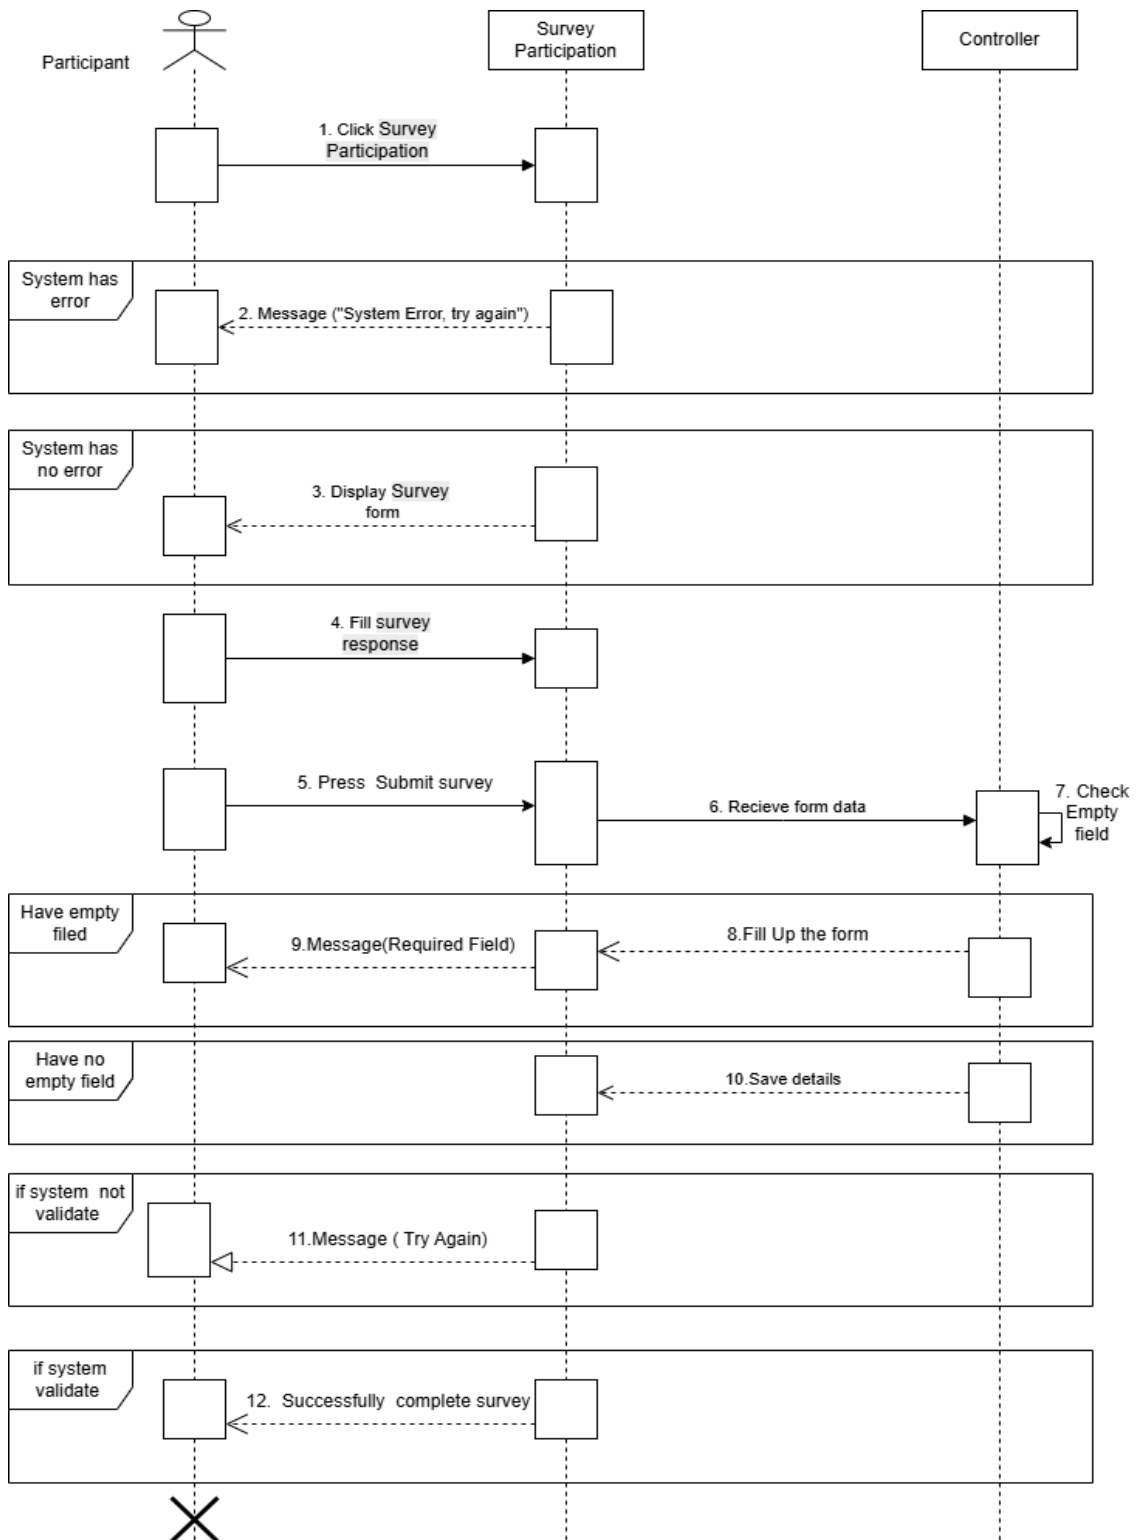 Participant
Survey
Participation
Controller
1. Click Survey
Participation
System has
error
2. Message ("System Error, try again")
System has
no error
3. Display Survey
form
4. Fill survey
response
5. Press  Submit survey
6. Recieve form data
7. Check
Empty
field
Have empty
filed
9.Message(Required Field)
8.Fill Up the form
Have no
empty field
10.Save details
if system  not
validate
11.Message ( Try Again)
if system
validate
12.  Successfully  complete survey